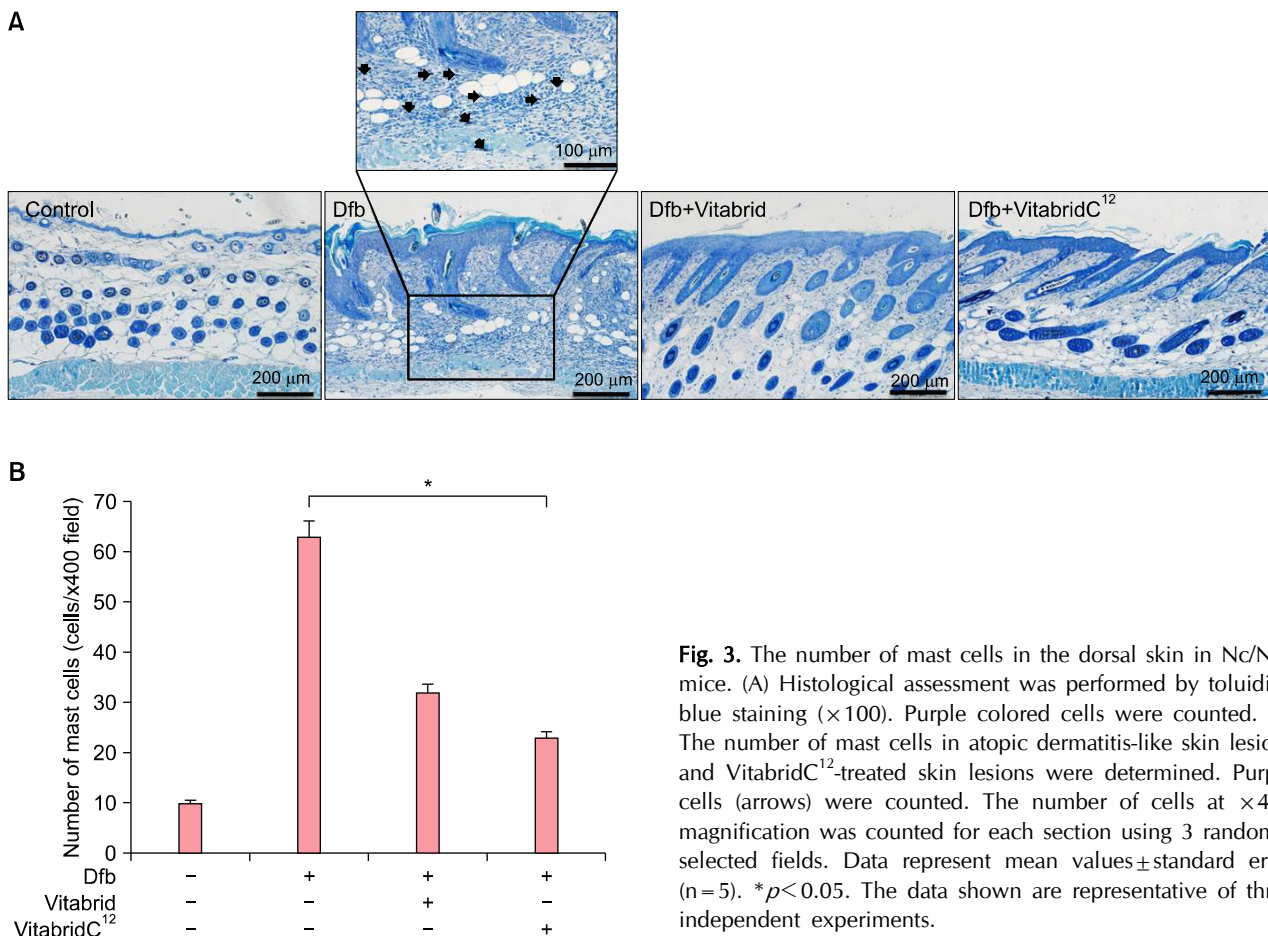 A
100 μm
Control
Dfb
Dfb+Vitabrid
Dfb+VitabridC¹²
200 μm
200 μm
200 μm
200 μm
B
Number of mast cells (cells/x400 field)
70
60
50
40
30
20
10
0
*
Dfb − + + +
Vitabrid − − + −
VitabridC¹² − − − +
Fig. 3. The number of mast cells in the dorsal skin in Nc/N
mice. (A) Histological assessment was performed by toluidi
blue staining (×100). Purple colored cells were counted.
The number of mast cells in atopic dermatitis-like skin lesio
and VitabridC¹²-treated skin lesions were determined. Purp
cells (arrows) were counted. The number of cells at ×4
magnification was counted for each section using 3 random
selected fields. Data represent mean values±standard er
(n=5). *p<0.05. The data shown are representative of thr
independent experiments.